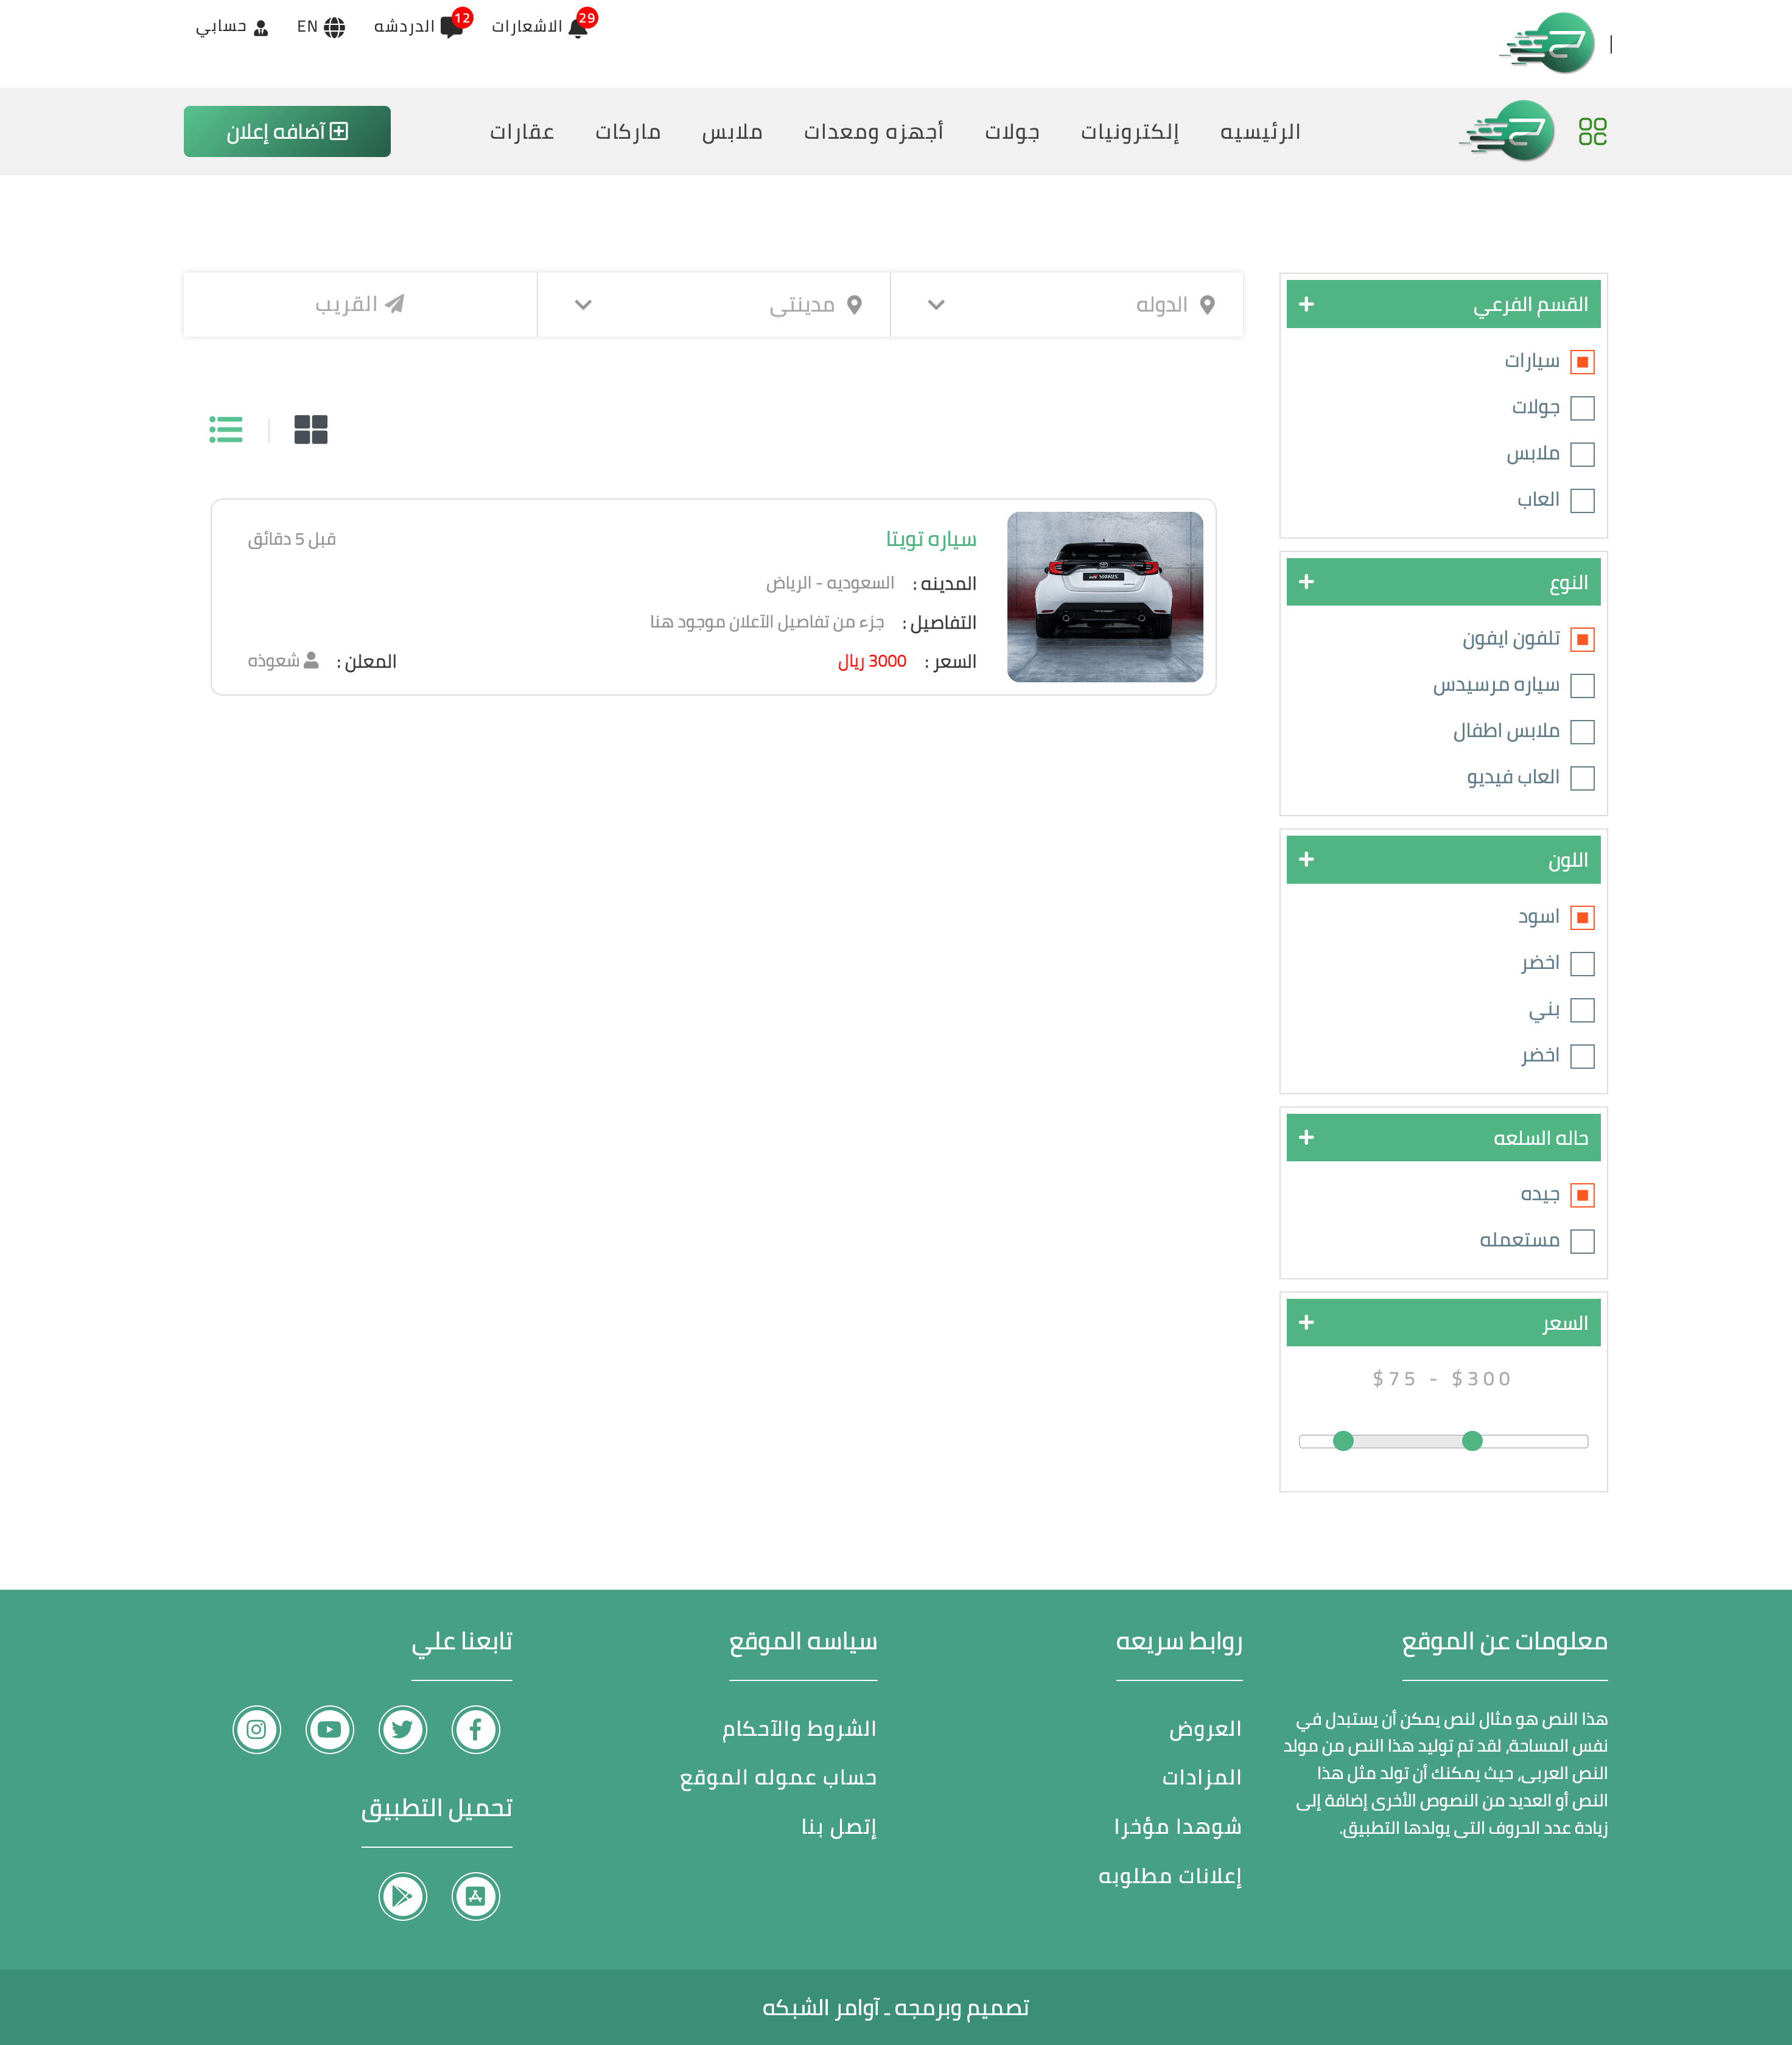 الاشعارات
29
الدردشه
12
EN
حسابي
الرئيسيه
إلكترونيات
جولات
أجهزه ومعدات
ملابس
ماركات
عقارات
آضافه إعلان
القسم الفرعي
سيارات
جولات
ملابس
العاب
النوع
تلفون ايفون
سياره مرسيدس
ملابس اطفال
العاب فيديو
اللون
اسود
اخضر
بني
اخضر
حاله السلعه
جيده
مستعمله
السعر
$75 - $300
الدوله
مدينتى
القريب
سياره تويتا
قبل 5 دقائق
المدينه : السعوديه - الرياض
التفاصيل : جزء من تفاصيل الآعلان موجود هنا
السعر : 3000 ريال
المعلن : شعوذه
YARIS
معلومات عن الموقع
هذا النص هو مثال لنص يمكن أن يستبدل في
نفس المساحة، لقد تم توليد هذا النص من مولد
النص العربى، حيث يمكنك أن تولد مثل هذا
النص أو العديد من النصوص الأخرى إضافة إلى
زيادة عدد الحروف التى يولدها التطبيق.
روابط سريعه
العروض
المزادات
شوهدا مؤخرا
إعلانات مطلوبه
سياسه الموقع
الشروط والآحكام
حساب عموله الموقع
إتصل بنا
تابعنا علي
تحميل التطبيق
تصميم وبرمجه ـ آوامر الشبكه